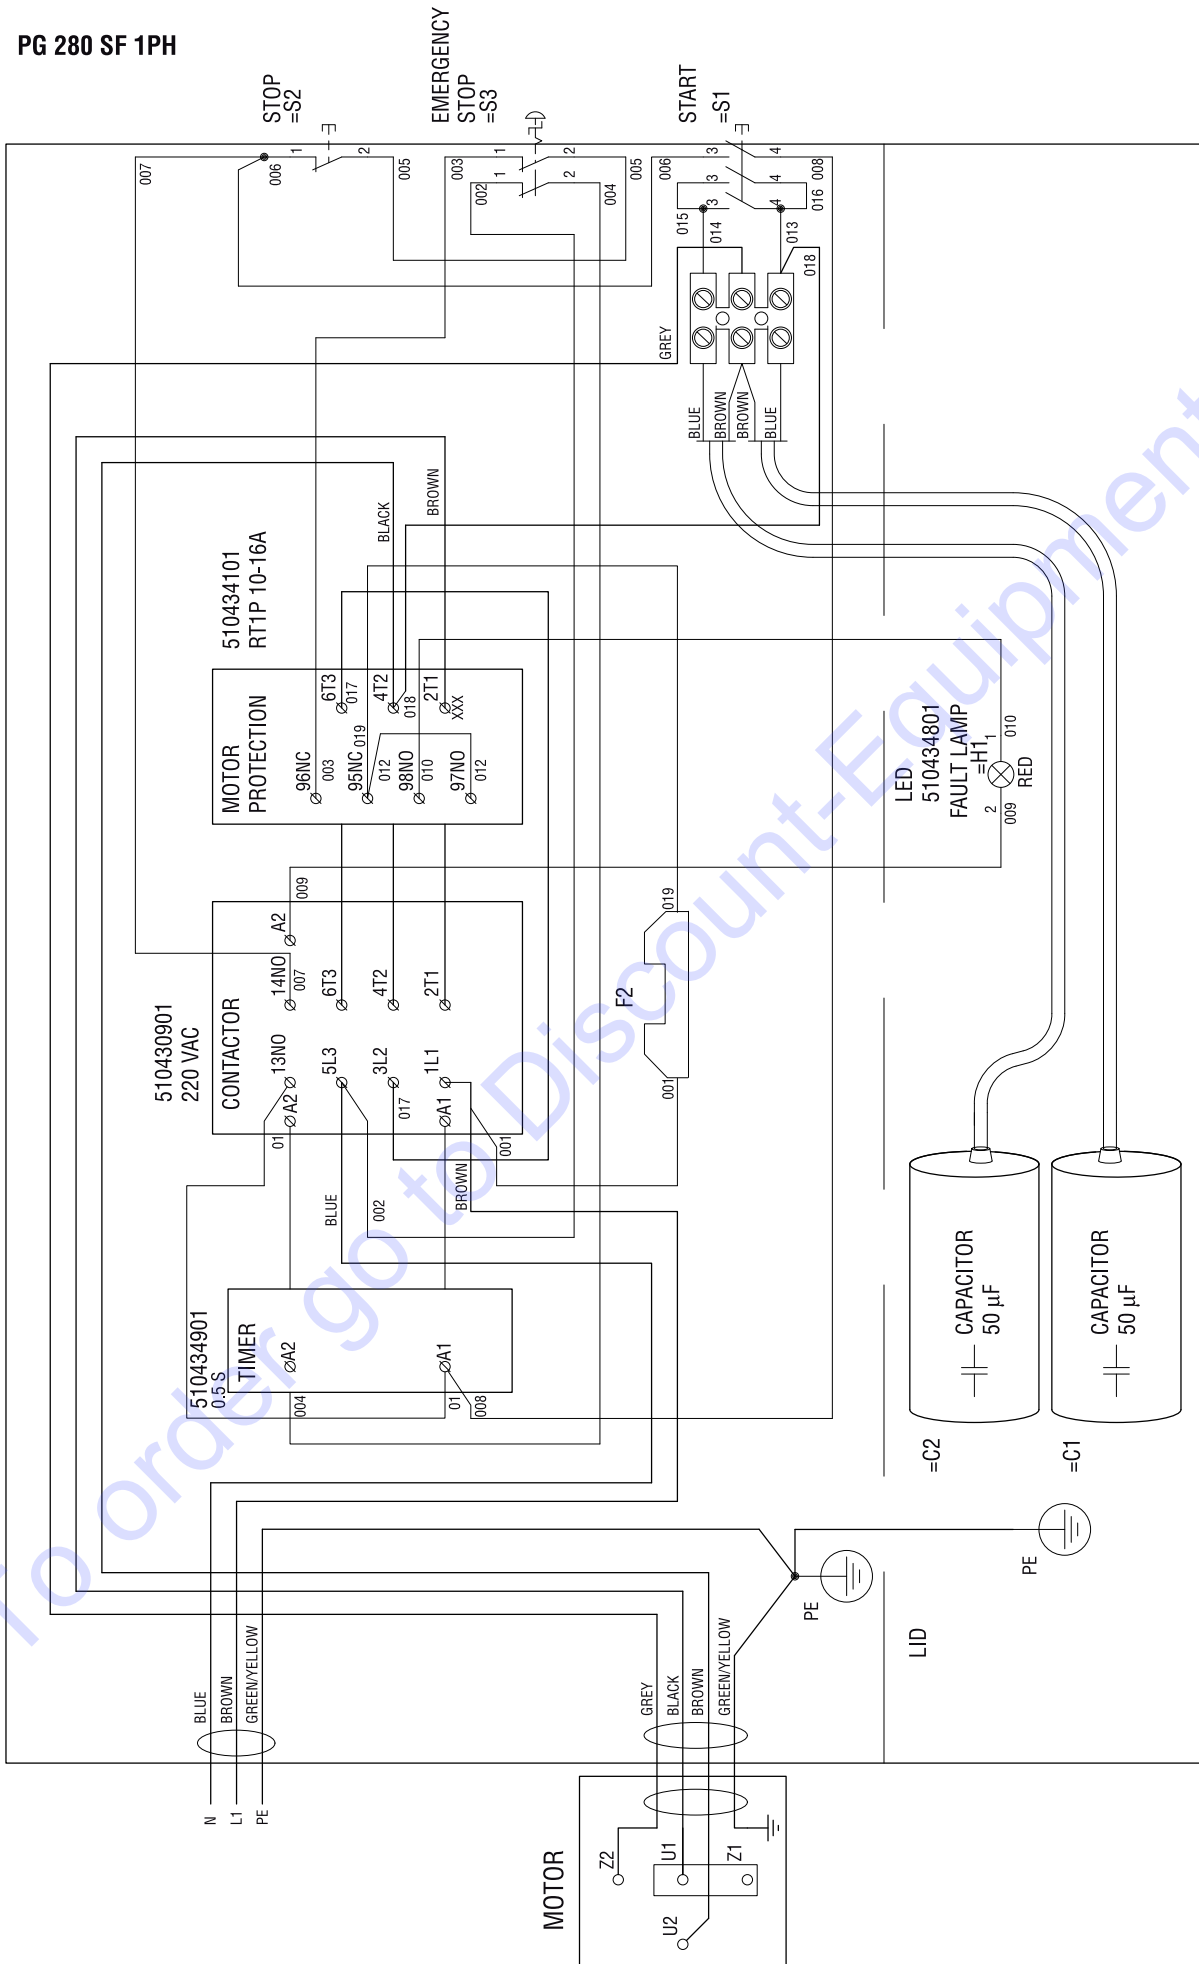 PG 280 SF 1PH
STOP
=S2
EMERGENCY
STOP
=S3
START
=S1
007
006
1
2
005
003
002
1
1
2
2
005
004
006
3
3
3
4
4
4
008
016
015
014
013
018
GREY
BLUE
BROWN
BROWN
BLUE
BLACK
BROWN
510434101
RT1P 10-16A
MOTOR
PROTECTION
96NC
003
95NC
019
012
98NO
010
97NO
012
6T3
017
4T2
018
2T1
XXX
510430901
220 VAC
CONTACTOR
13NO
14NO
007
A2
009
A2
01
5L3
6T3
3L2
4T2
017
1L1
2T1
A1
001
BROWN
BLUE
002
F2
001
019
LED
510434801
FAULT LAMP
=H1
1
010
2
009
RED
510434901
0.5 S
TIMER
A2
004
A1
01
008
CAPACITOR
50 µF
=C2
CAPACITOR
50 µF
=C1
PE
PE
LID
BLUE
BROWN
GREEN/YELLOW
N
L1
PE
GREY
BLACK
BROWN
GREEN/YELLOW
MOTOR
Z2
U1
Z1
U2
To order go to Discount-Equipment